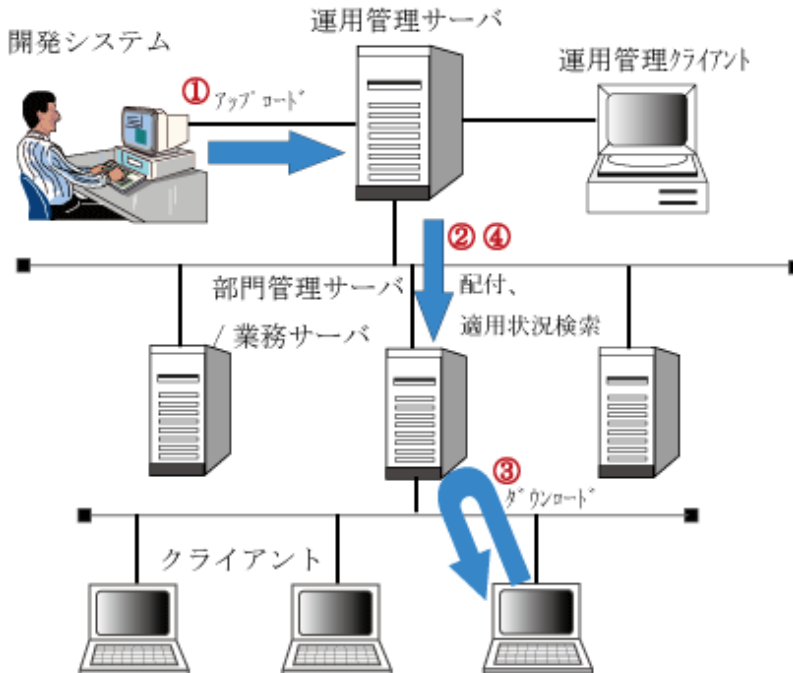 運用管理サーバ
開発システム
運用管理ｸﾗｲｱﾝﾄ
①ｱｯﾌﾟﾛｰﾄﾞ
②④
配付、
適用状況検索
部門管理サーバ
/業務サーバ
③
ﾀﾞｳﾝﾛｰﾄﾞ
クライアント